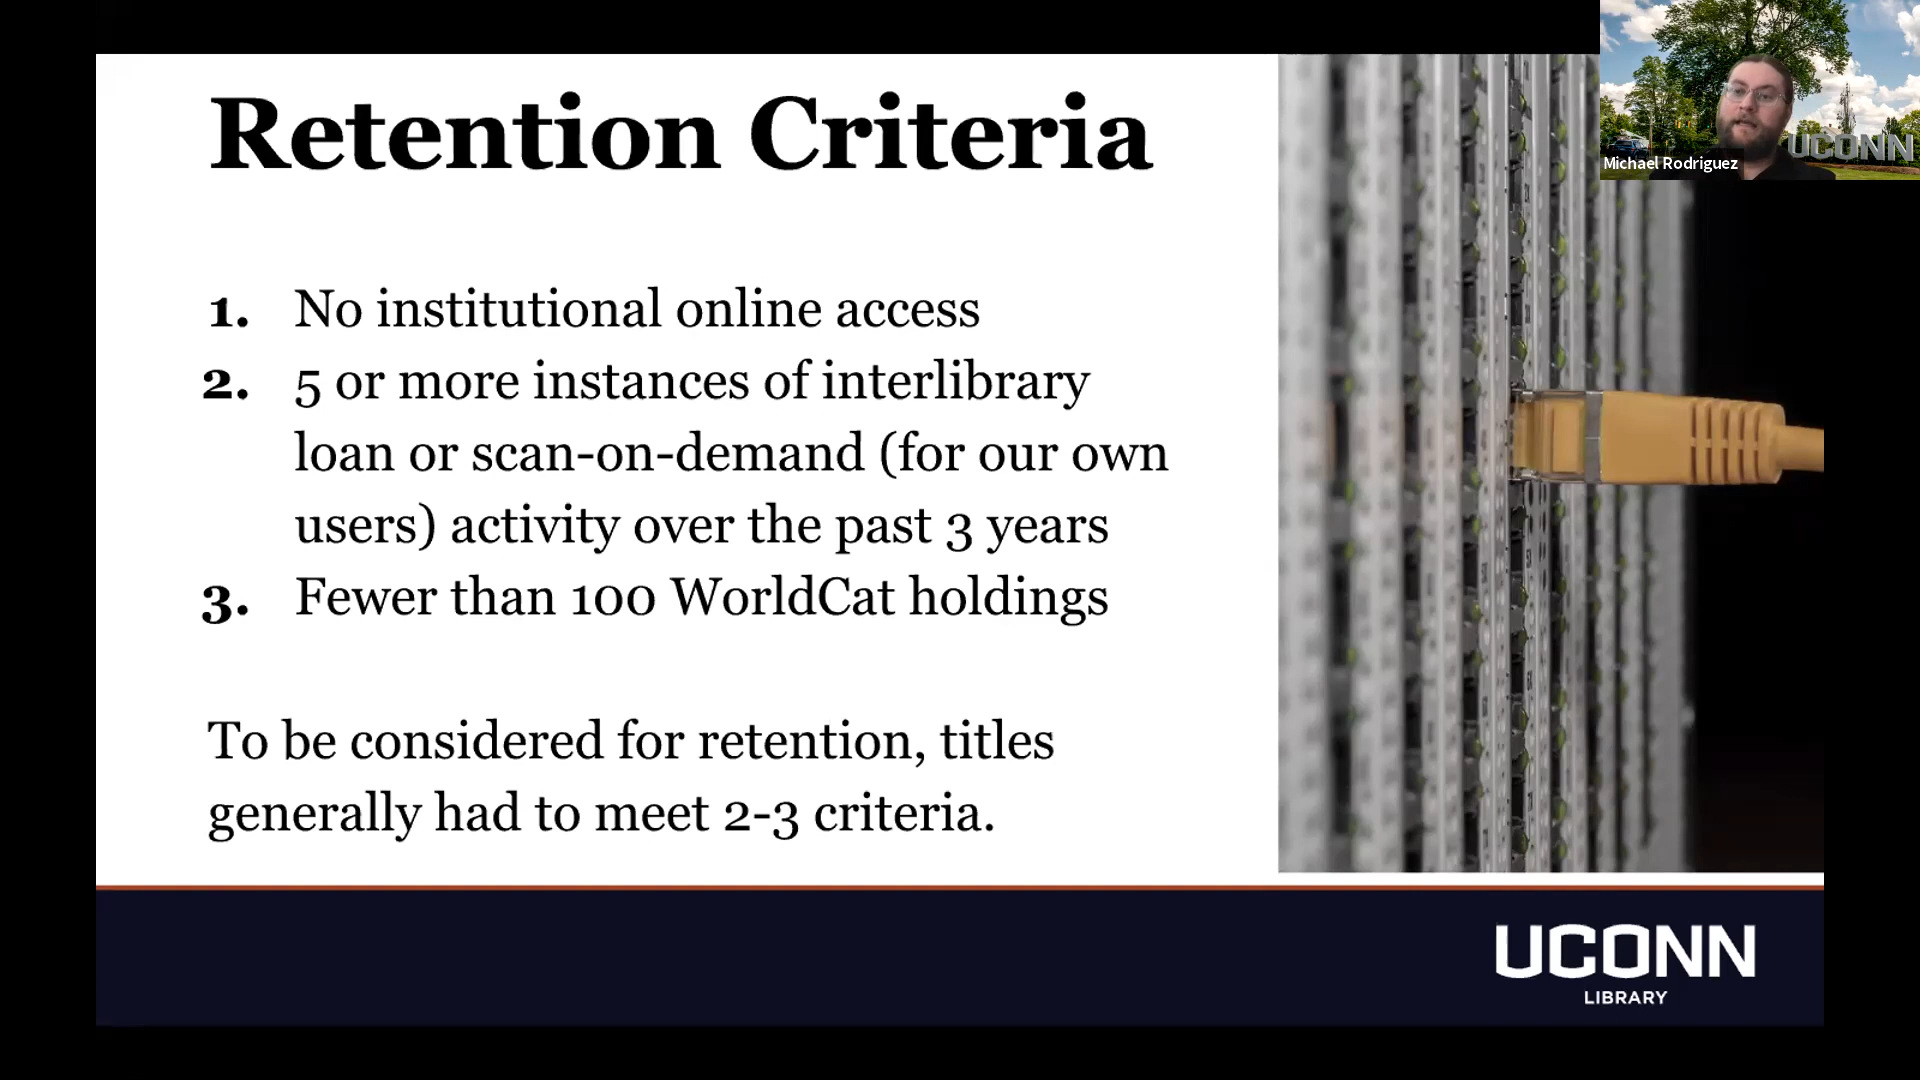 Retention Criteria
1. No institutional online access
2. 5 or more instances of interlibrary
loan or scan-on-demand (for our own
users) activity over the past 3 years
3. Fewer than 100 WorldCat holdings
To be considered for retention, titles
generally had to meet 2-3 criteria.
UCONN
LIBRARY
UCONN
Michael Rodriguez